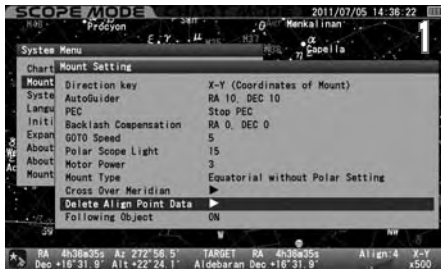 SCOPE MODE 2011/07/05 14:36:22
1
Procyon
Menkalinan
Capella
System Menu
Mount Setting
Chart
Mount
Syste
Langu
Initi
Expan
About
About
Mount
Direction key X-Y (Coordinates of Mount)
AutoGuider RA 10, DEC 10
PEC Stop PEC
Backlash Compensation RA 0, DEC 0
GOTO Speed 5
Polar Scope Light 15
Motor Power 3
Mount Type Equatorial without Polar Setting
Cross Over Meridian ▶
Delete Align Point Data ▶
Following Object ON
W
NW
RA 4h36m35s Az 272°56.5' TARGET RA 4h36m35s Align:4 X-Y
Dec +16°31.9' Alt +22°24.1' Aldebaran Dec +16°31.9' x500